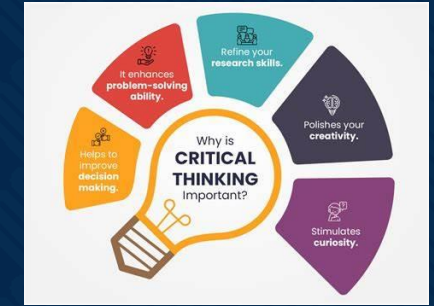 Why is
CRITICAL
THINKING
Important?
Helps to
improve
decision
making.
It enhances
problem-solving
ability.
Refine your
research skills.
Polishes your
creativity.
Stimulates
curiosity.